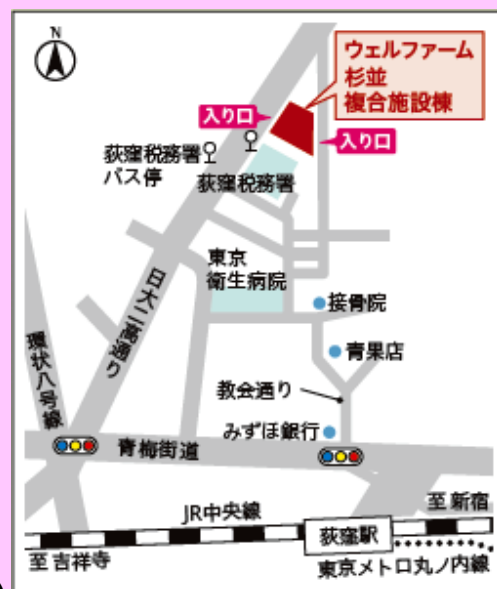 N
ウェルファーム
杉並
複合施設棟
入り口
入り口
荻窪税務署
バス停
荻窪税務署
東京
衛生病院
日大二高通り
接骨院
環状八号線
青果店
教会通り
みずほ銀行
青梅街道
JR中央線
至新宿
荻窪駅
至吉祥寺
東京メトロ丸ノ内線